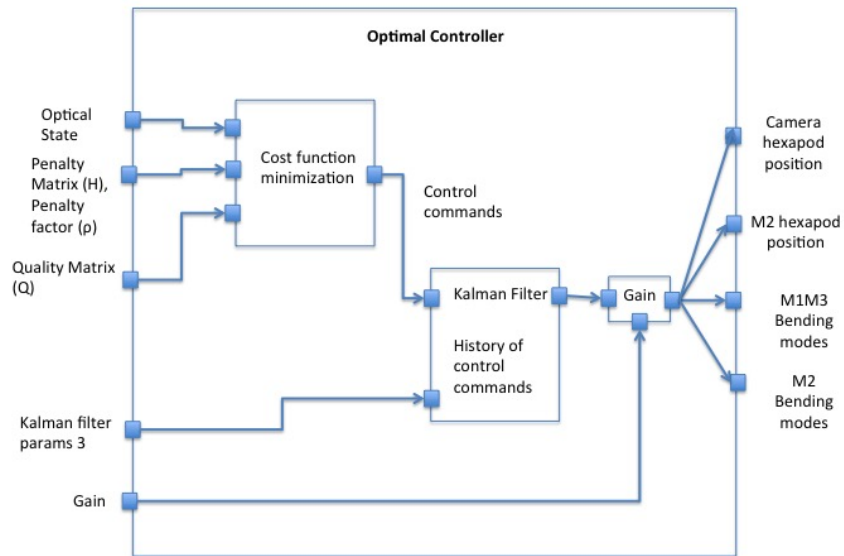 Optimal Controller
Optical
State
Penalty
Matrix (H),
Penalty
factor (ρ)
Quality Matrix
(Q)
Kalman filter
params 3
Gain
Cost function
minimization
Control
commands
Kalman Filter
History of
control
commands
Gain
Camera
hexapod
position
M2 hexapod
position
M1M3
Bending
modes
M2
Bending
modes